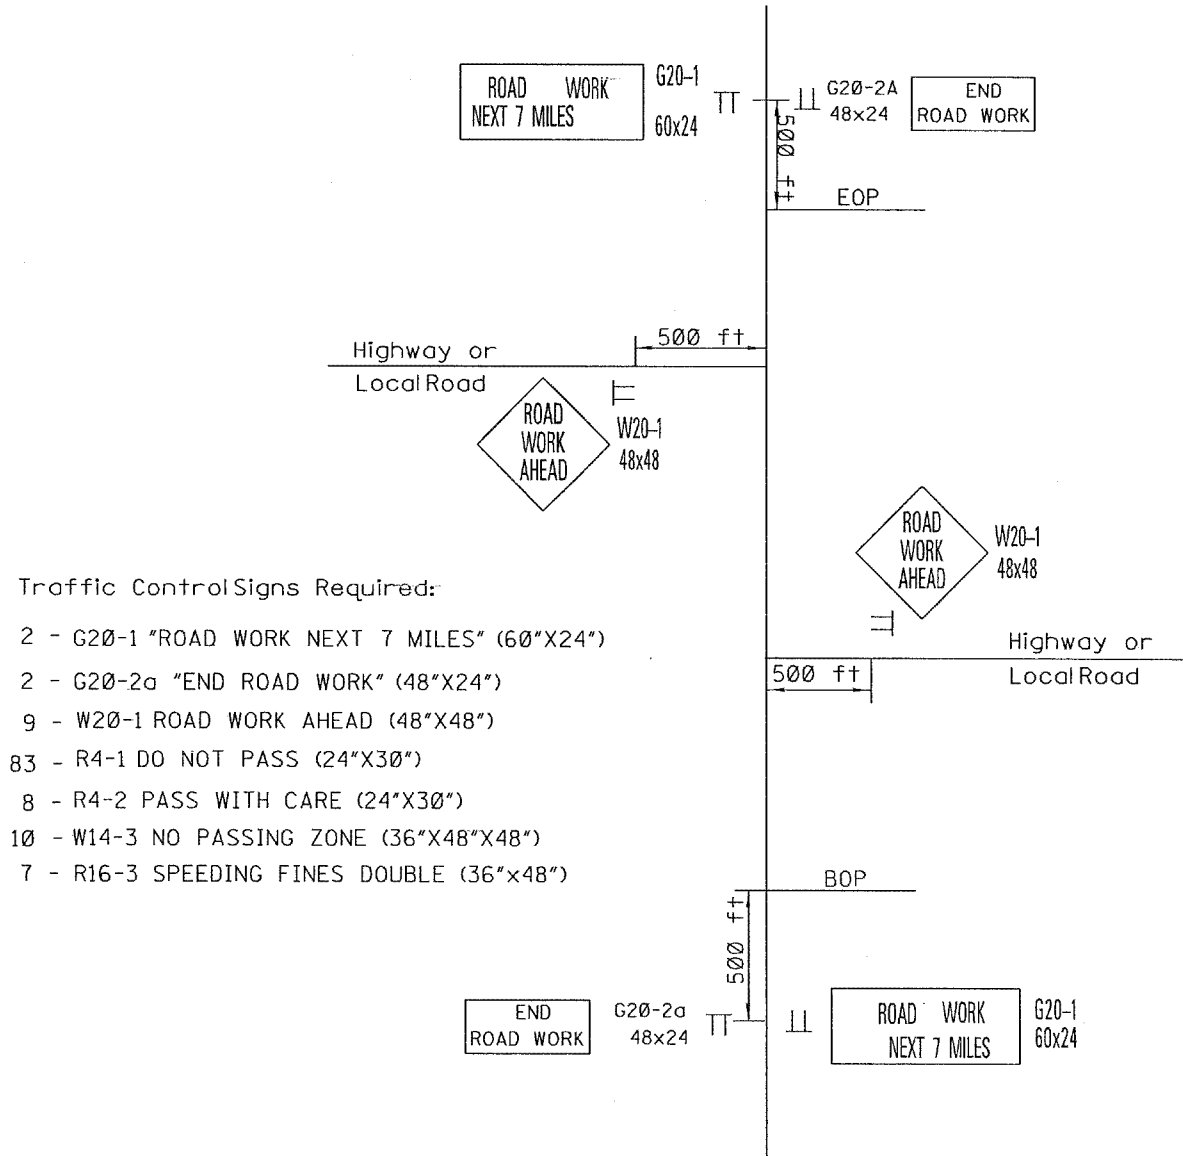 ROAD WORK
NEXT 7 MILES
G20-1
60x24
G20-2A
48x24
END
ROAD WORK
500 ft
EOP
500 ft
Highway or
Local Road
ROAD
WORK
AHEAD
W20-1
48x48
ROAD
WORK
AHEAD
W20-1
48x48
Traffic Control Signs Required:
2 - G20-1 "ROAD WORK NEXT 7 MILES" (60"X24")
2 - G20-2a "END ROAD WORK" (48"X24")
9 - W20-1 ROAD WORK AHEAD (48"X48")
83 - R4-1 DO NOT PASS (24"X30")
8 - R4-2 PASS WITH CARE (24"X30")
10 - W14-3 NO PASSING ZONE (36"X48"X48")
7 - R16-3 SPEEDING FINES DOUBLE (36"x48")
Highway or
Local Road
500 ft
BOP
500 ft
END
ROAD WORK
G20-2a
48x24
ROAD WORK
NEXT 7 MILES
G20-1
60x24